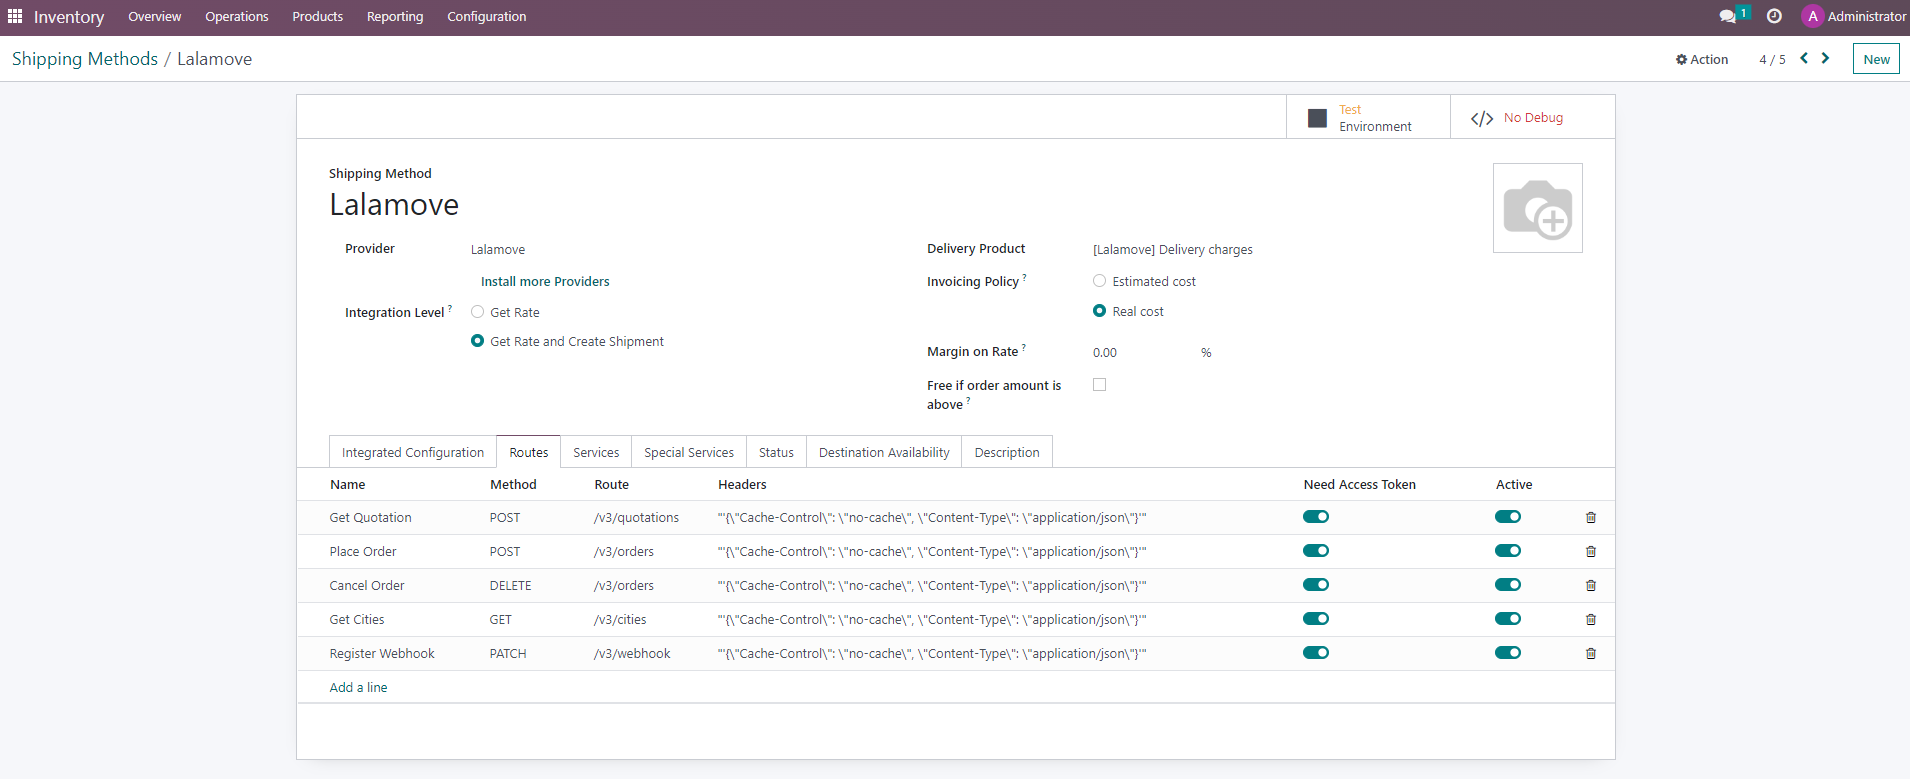 Inventory Overview Operations Products Reporting Configuration 1 A Administrator
Shipping Methods / Lalamove Action 4 / 5 New
Test
Environment
No Debug
Shipping Method
Lalamove
Provider Lalamove
Install more Providers
Integration Level ? Get Rate
Get Rate and Create Shipment
Delivery Product [Lalamove] Delivery charges
Invoicing Policy ? Estimated cost
Real cost
Margin on Rate ? 0.00 %
Free if order amount is
above ?
Integrated Configuration Routes Services Special Services Status Destination Availability Description
Name Method Route Headers Need Access Token Active
Get Quotation POST /v3/quotations "'{\"Cache-Control\": \"no-cache\", \"Content-Type\": \"application/json\"}'"
Place Order POST /v3/orders "'{\"Cache-Control\": \"no-cache\", \"Content-Type\": \"application/json\"}'"
Cancel Order DELETE /v3/orders "'{\"Cache-Control\": \"no-cache\", \"Content-Type\": \"application/json\"}'"
Get Cities GET /v3/cities "'{\"Cache-Control\": \"no-cache\", \"Content-Type\": \"application/json\"}'"
Register Webhook PATCH /v3/webhook "'{\"Cache-Control\": \"no-cache\", \"Content-Type\": \"application/json\"}'"
Add a line